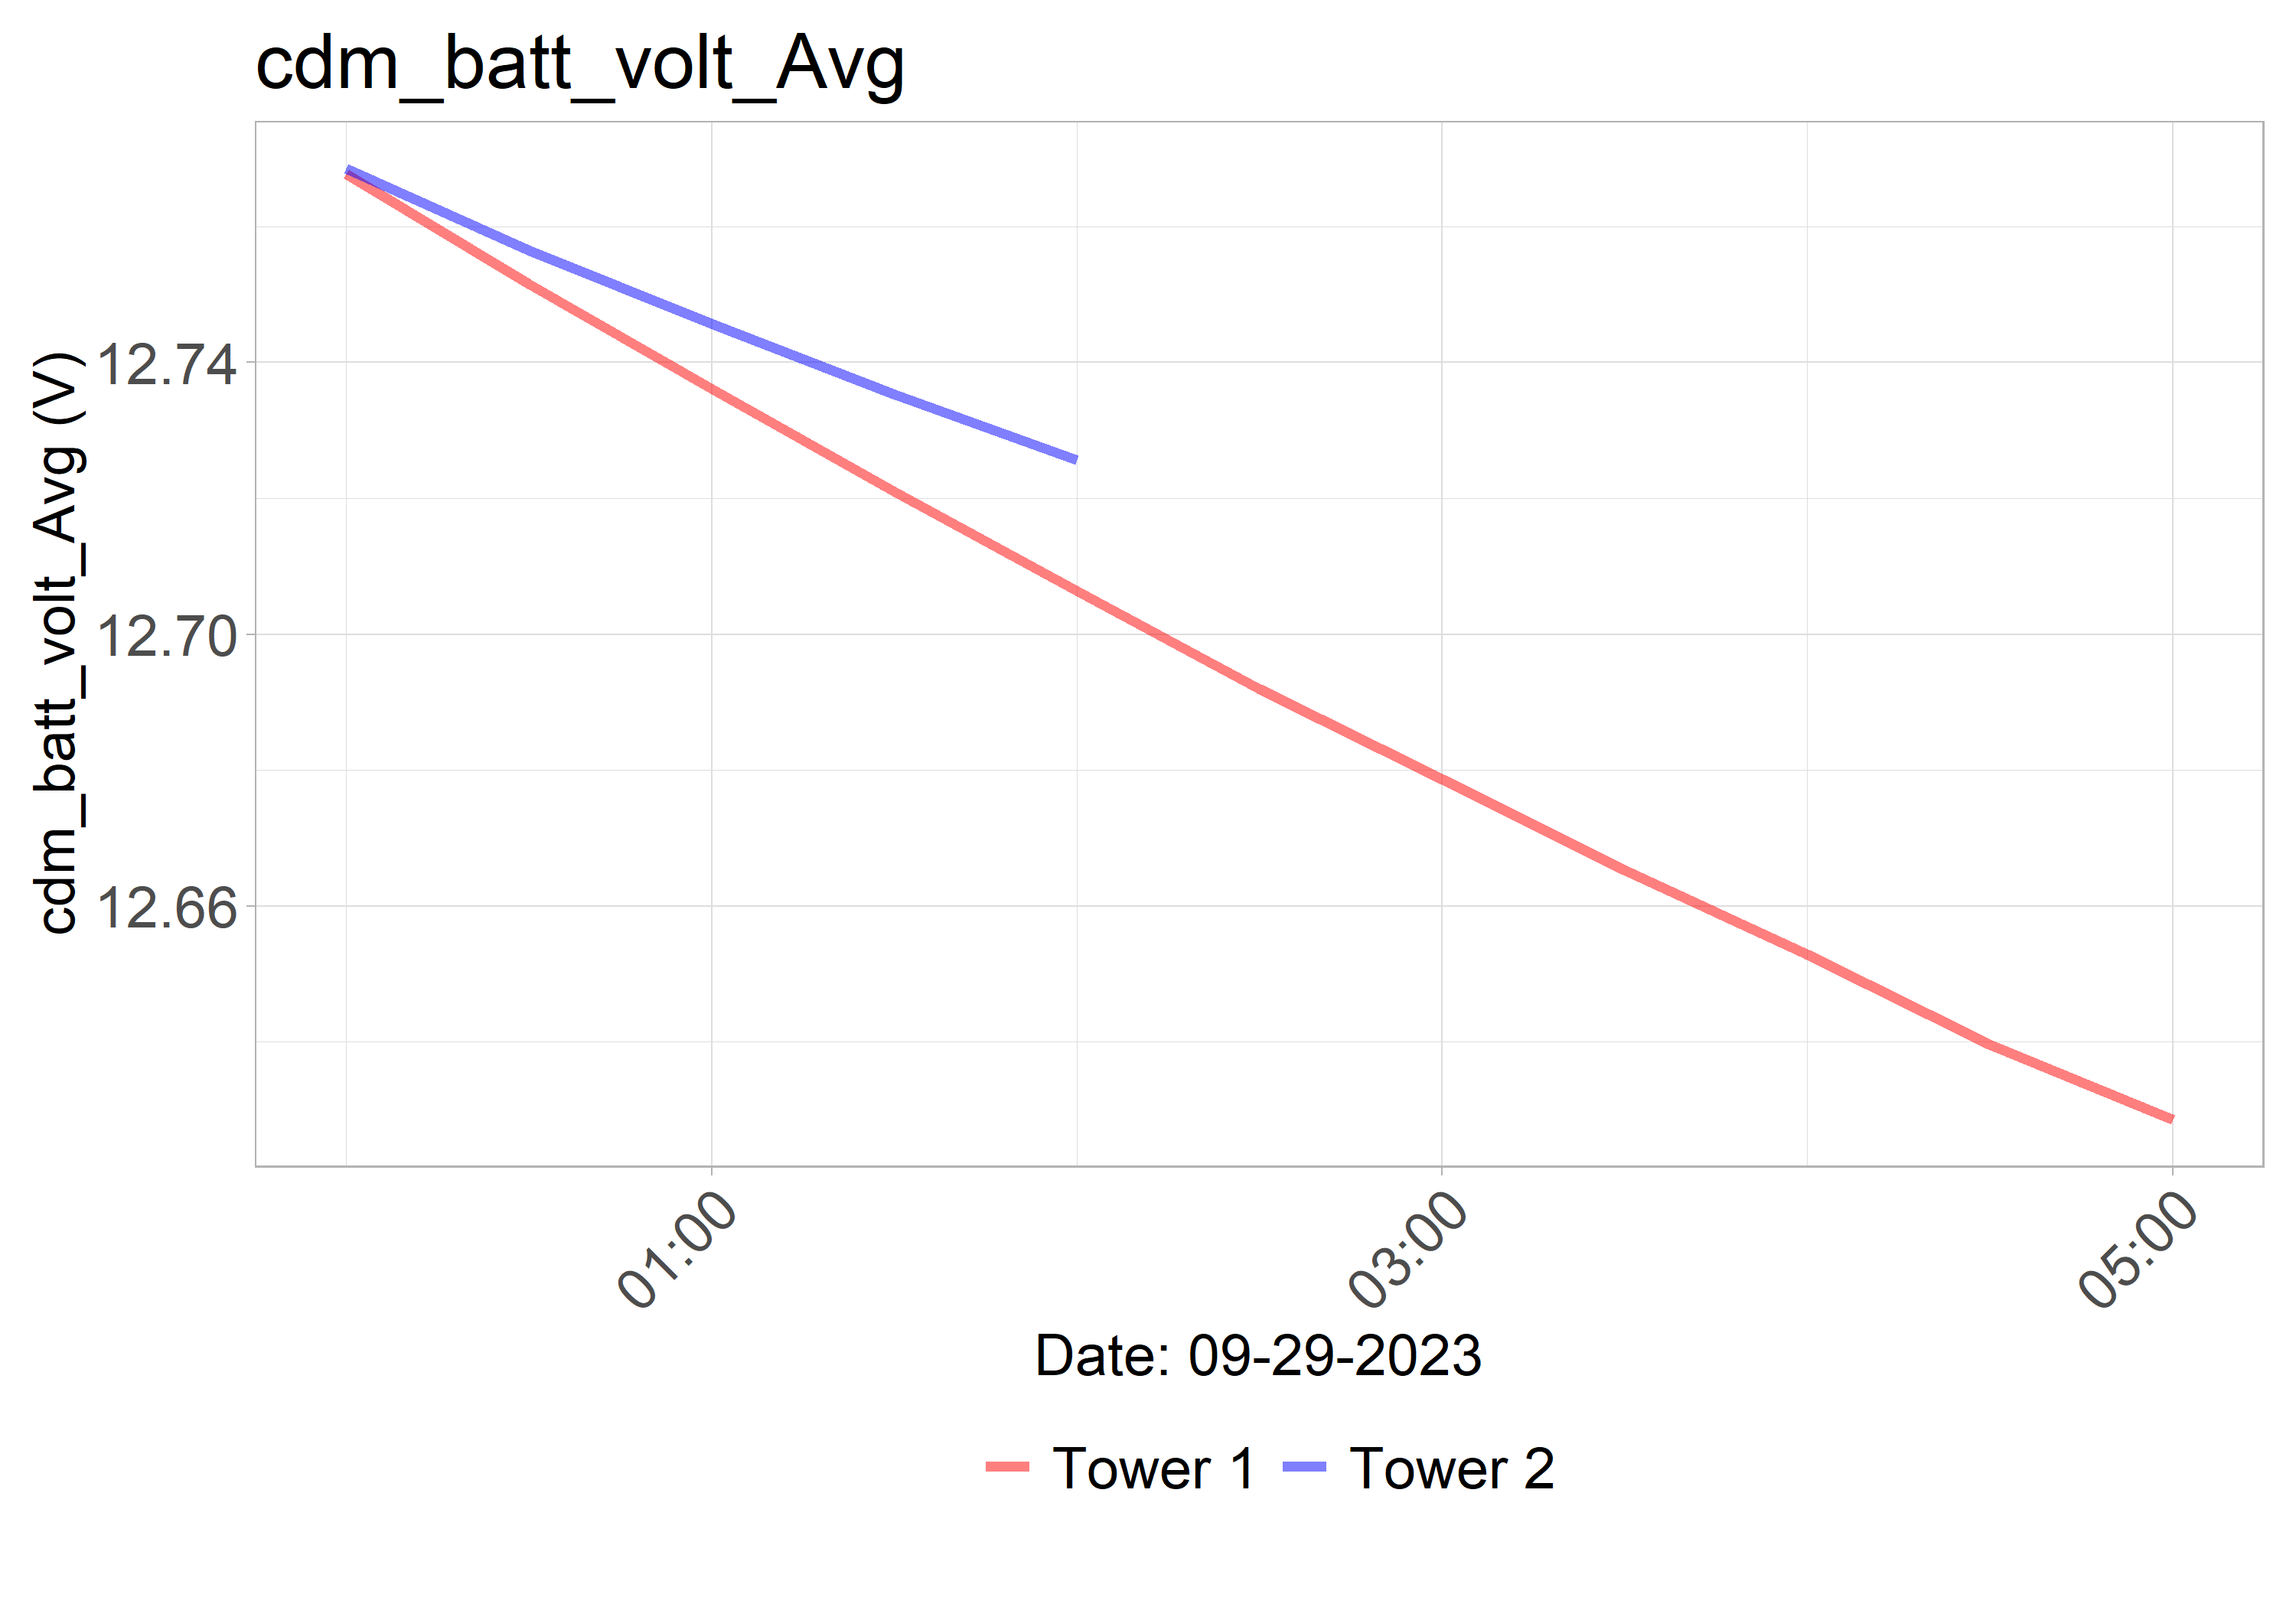 cdm_batt_volt_Avg
cdm_batt_volt_Avg (V)
12.74
12.70
12.66
01:00
03:00
05:00
Date: 09-29-2023
Tower 1
Tower 2